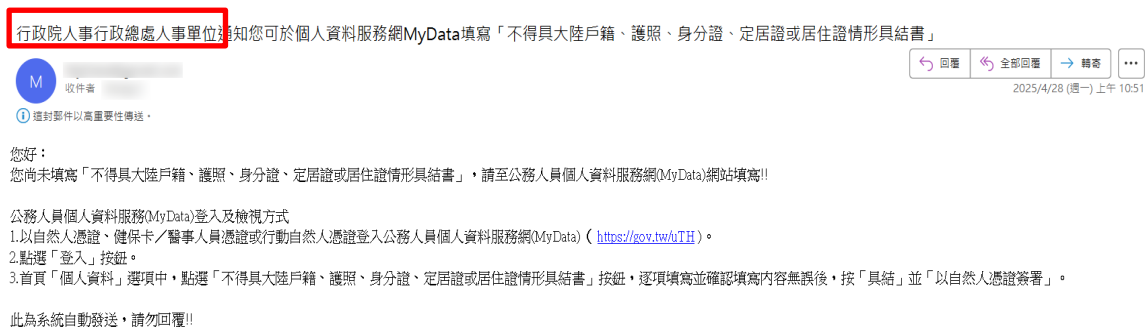 行政院人事行政總處人事單位通知您可於個人資料服務網MyData填寫「不得具大陸戶籍、護照、身分證、定居證或居住證情形具結書」
M
收件者
回覆
全部回覆
轉寄
2025/4/28 (週一) 上午 10:51
這封郵件以高重要性傳送。
您好：
您尚未填寫「不得具大陸戶籍、護照、身分證、定居證或居住證情形具結書」，請至公務人員個人資料服務網(MyData)網站填寫!!
公務人員個人資料服務(MyData)登入及檢視方式
1.以自然人憑證、健保卡／醫事人員憑證或行動自然人憑證登入公務人員個人資料服務網(MyData)（ https://gov.tw/uTH )。
2.點選「登入」按鈕。
3.首頁「個人資料」選項中，點選「不得具大陸戶籍、護照、身分證、定居證或居住證情形具結書」按鈕，逐項填寫並確認填寫內容無誤後，按「具結」並「以自然人憑證簽署」。
此為系統自動發送，請勿回覆!!